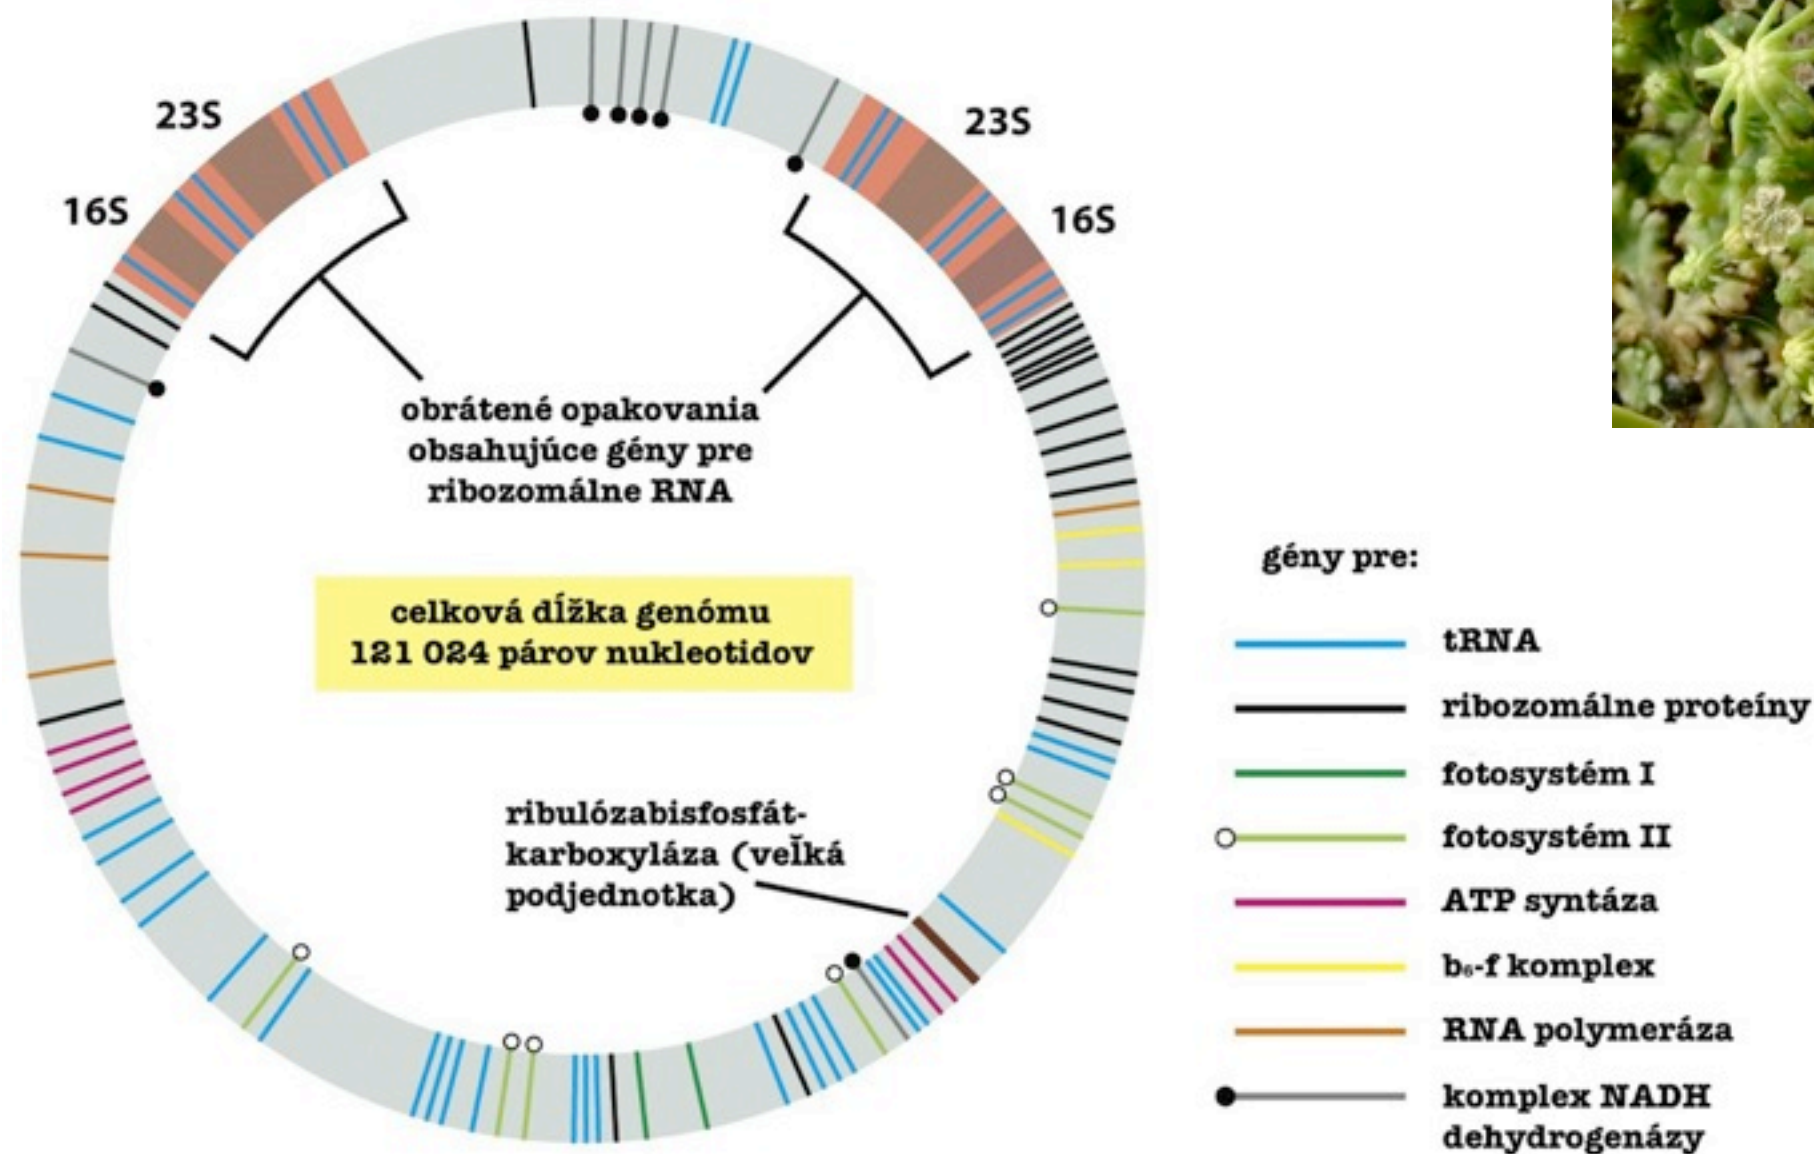 23S
16S
23S
16S
obrátené opakovania
obsahujúce gény pre
ribozomálne RNA
celková dĺžka genómu
121 024 párov nukleotidov
ribulózabisfosfát-
karboxyláza (veľká
podjednotka)
gény pre:
tRNA
ribozomálne proteíny
fotosystém I
fotosystém II
ATP syntáza
b₆-f komplex
RNA polymeráza
komplex NADH
dehydrogenázy